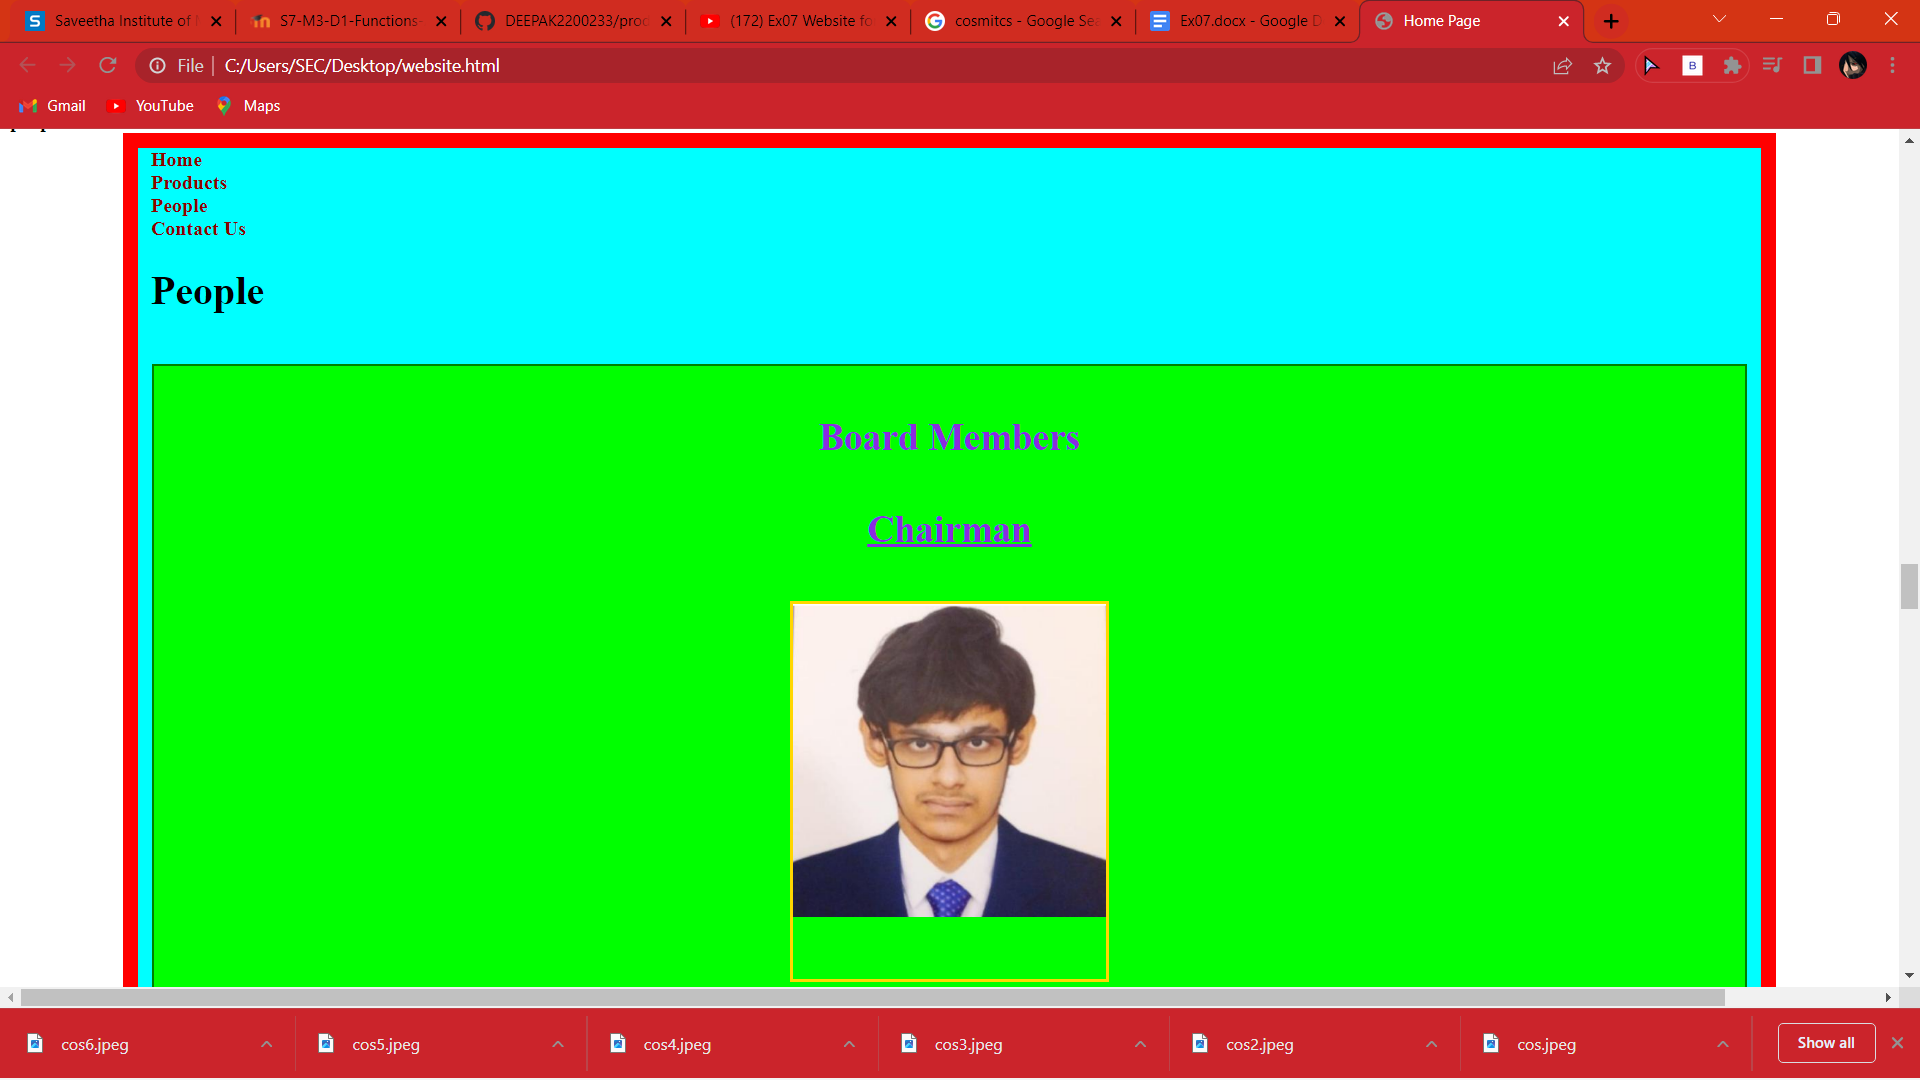 Saveetha Institute of
S7-M3-D1-Functions-
DEEPAK2200233/prod
(172) Ex07 Website fo
cosmitcs - Google Sea
Ex07.docx - Google D
Home Page
File
C:/Users/SEC/Desktop/website.html
B
Gmail
YouTube
Maps
Home
Products
People
Contact Us
People
Board Members
Chairman
cos6.jpeg
cos5.jpeg
cos4.jpeg
cos3.jpeg
cos2.jpeg
cos.jpeg
Show all